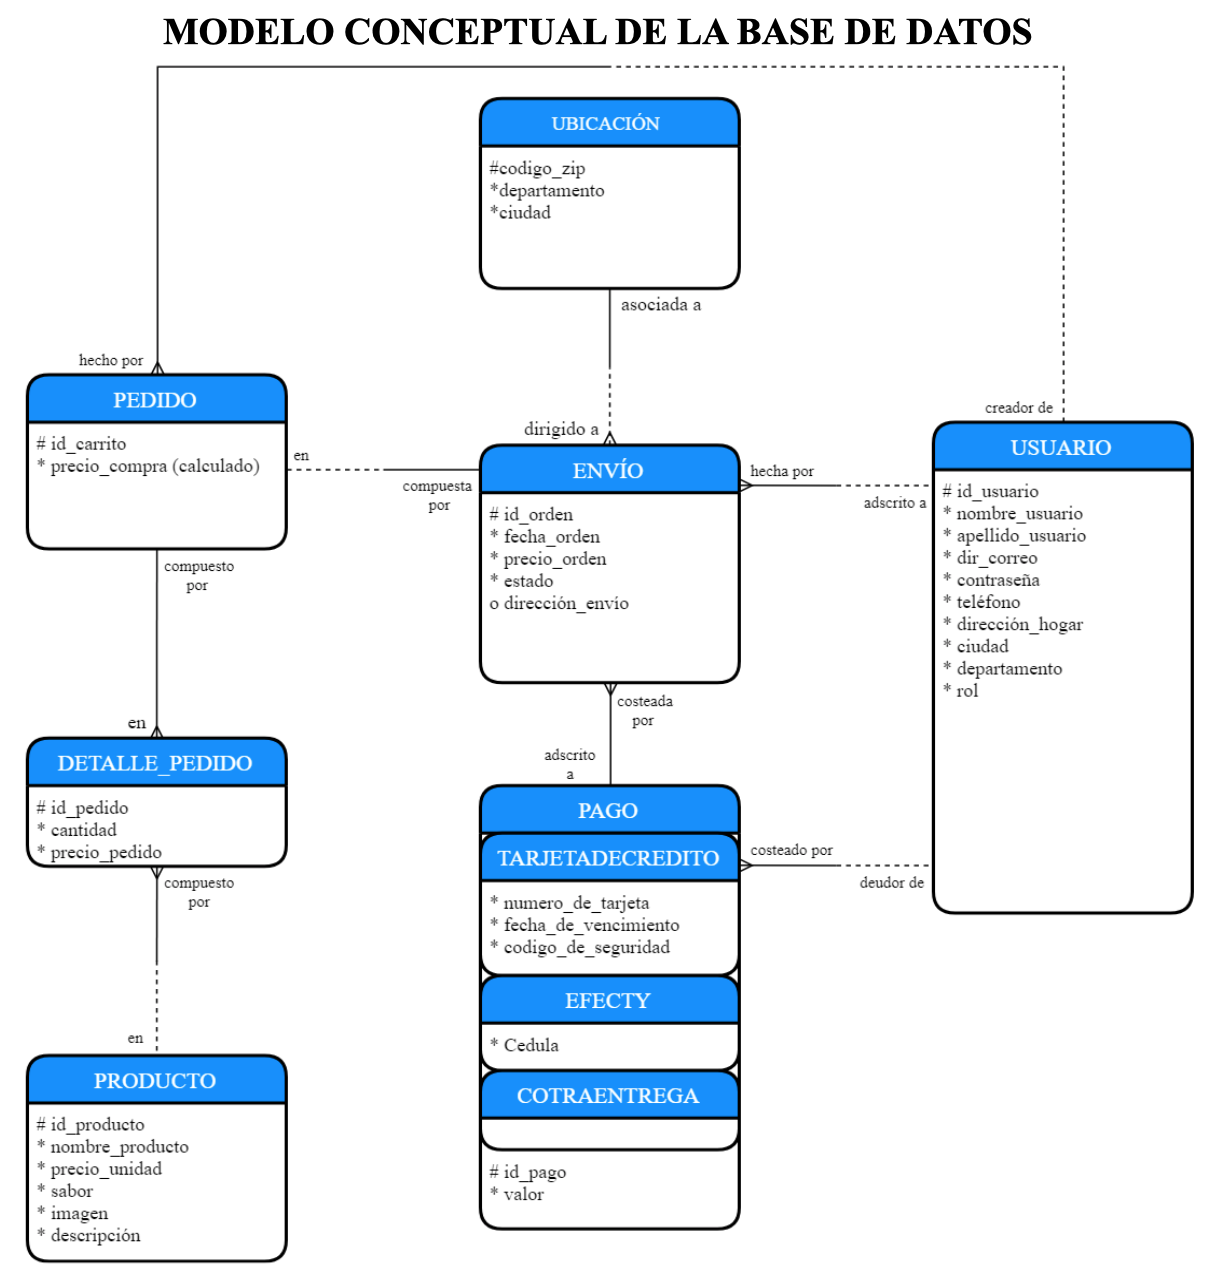 MODELO CONCEPTUAL DE LA BASE DE DATOS
UBICACIÓN
#codigo_zip
*departamento
*ciudad
asociada a
dirigido a
hecho por
PEDIDO
# id_carrito
* precio_compra (calculado)
en
compuesta
por
compuesto
por
ENVÍO
# id_orden
* fecha_orden
* precio_orden
* estado
o dirección_envío
hecha por
adscrito a
creador de
USUARIO
# id_usuario
* nombre_usuario
* apellido_usuario
* dir_correo
* contraseña
* teléfono
* dirección_hogar
* ciudad
* departamento
* rol
costeada
por
adscrito
a
en
DETALLE_PEDIDO
# id_pedido
* cantidad
* precio_pedido
compuesto
por
en
PRODUCTO
# id_producto
* nombre_producto
* precio_unidad
* sabor
* imagen
* descripción
PAGO
TARJETADECREDITO
* numero_de_tarjeta
* fecha_de_vencimiento
* codigo_de_seguridad
costeado por
deudor de
EFECTY
* Cedula
COTRAENTREGA
# id_pago
* valor